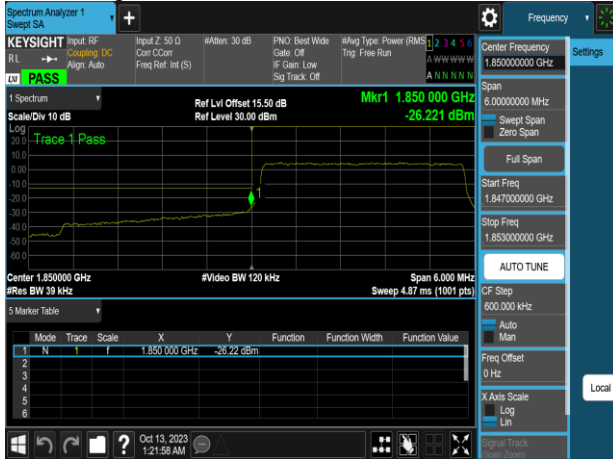 Spectrum Analyzer 1
Swept SA
+
Frequency
KEYSIGHT Input: RF Input Z: 50 Ω #Atten: 30 dB PNO: Best Wide #Avg Type: Power (RMS 1 2 3 4 5 6
RL Coupling: DC Corr CCorr Gate: Off Trig: Free Run A W W W W W
Align: Auto Freq Ref: Int (S) IF Gain: Low
Sig Track: Off A N N N N N
LXI PASS
1 Spectrum
Scale/Div 10 dB
Ref Lvl Offset 15.50 dB
Ref Level 30.00 dBm
Mkr1 1.850 000 GHz
-26.221 dBm
Log
Trace 1 Pass
20.0
10.0
0.00
-10.0
-20.0
-30.0
-40.0
-50.0
-60.0
1
Center 1.850000 GHz #Video BW 120 kHz Span 6.000 MHz
#Res BW 39 kHz Sweep 4.87 ms (1001 pts)
5 Marker Table
Mode Trace Scale X Y Function Function Width Function Value
1 N 1 f 1.850 000 GHz -26.22 dBm
2
3
4
5
6
?
Oct 13, 2023
1:21:58 AM
Center Frequency
1.850000000 GHz
Settings
Span
6.00000000 MHz
Swept Span
Zero Span
Full Span
Start Freq
1.847000000 GHz
Stop Freq
1.853000000 GHz
AUTO TUNE
CF Step
600.000 kHz
Auto
Man
Freq Offset
0 Hz
X Axis Scale
Log
Lin
Local
Signal Track
(Span Zoom)